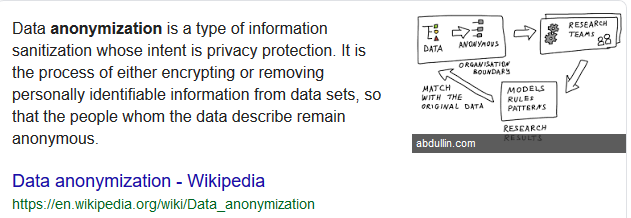 Data anonymization is a type of information
sanitization whose intent is privacy protection. It is
the process of either encrypting or removing
personally identifiable information from data sets, so
that the people whom the data describe remain
anonymous.
Data anonymization - Wikipedia
https://en.wikipedia.org/wiki/Data_anonymization
DATA
ANONYMOUS
RESEARCH
TEAMS
ORGANISATION
BOUNDARY
MATCH
WITH THE
ORIGINAL DATA
MODELS
RULES
PATTERNS
RESEARCH
RESULTS
abdullin.com